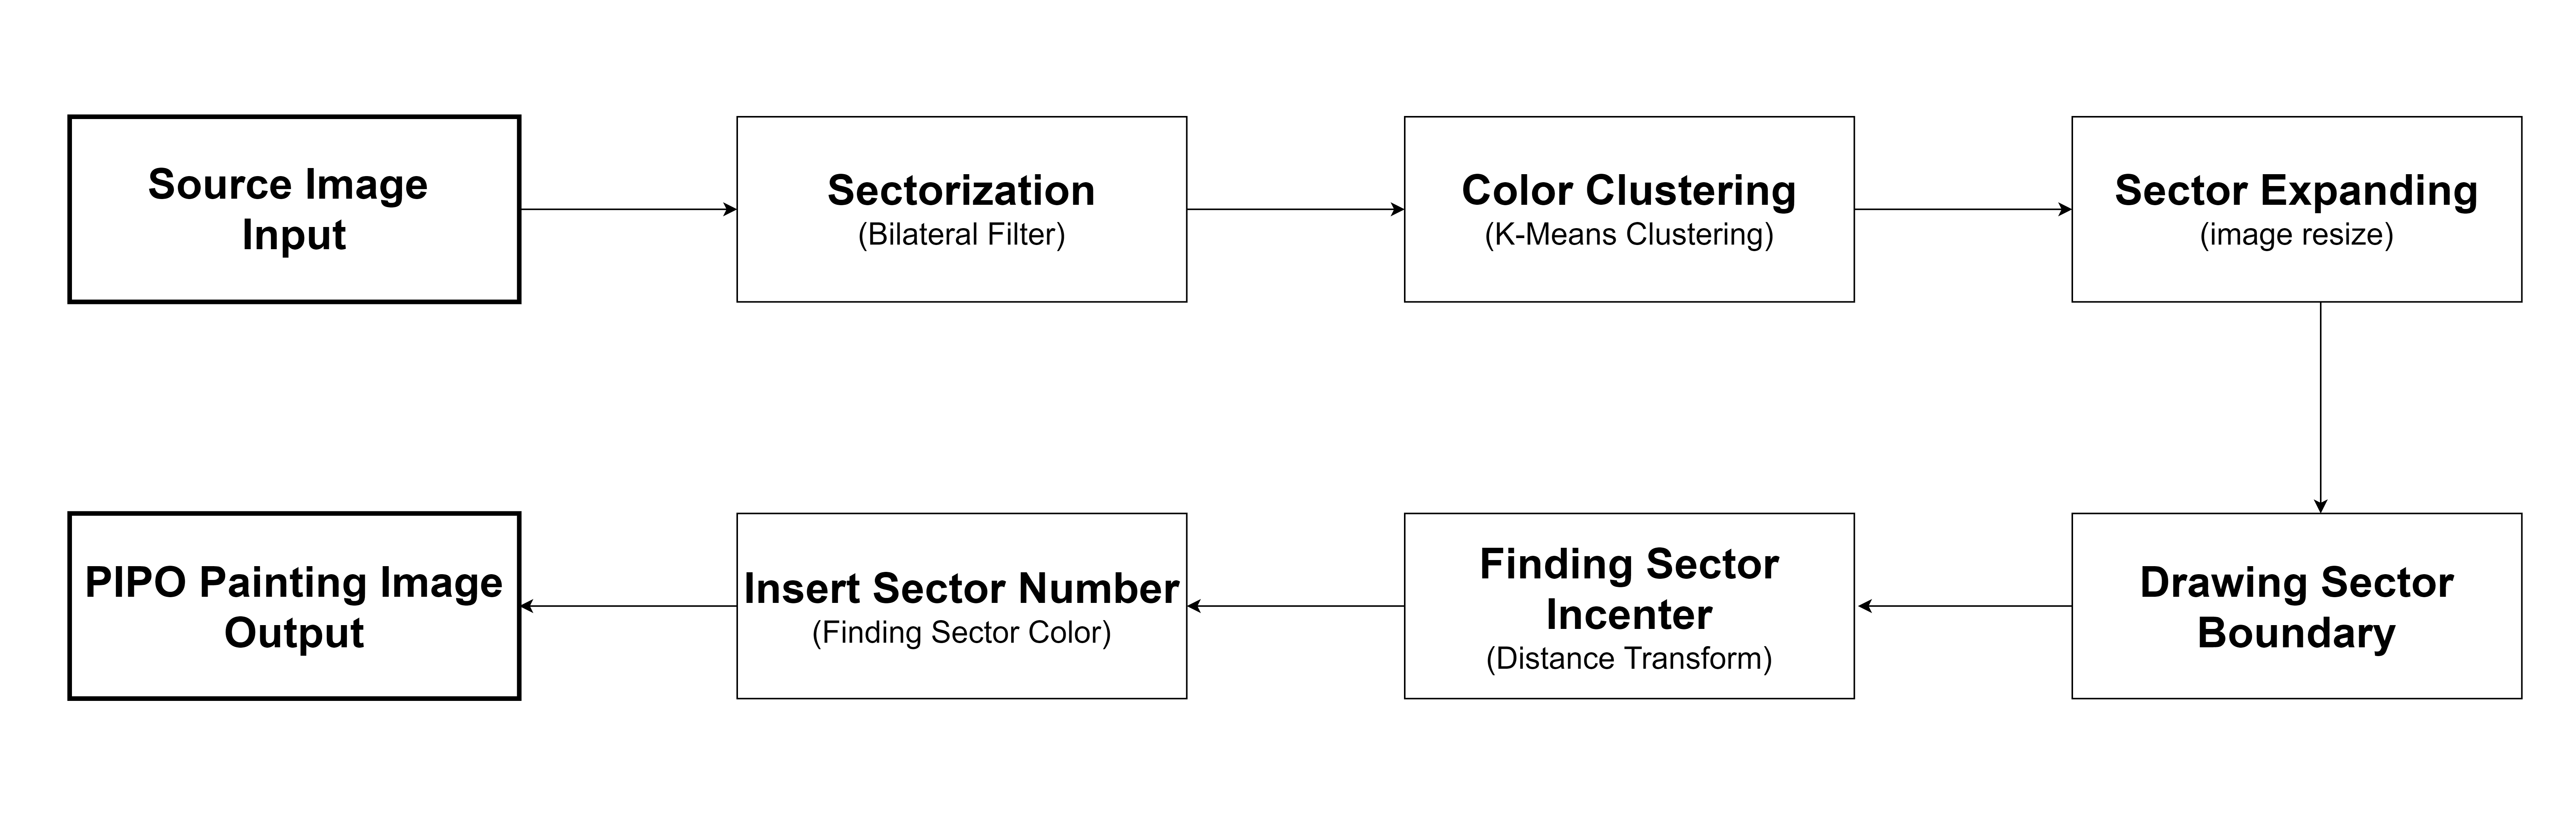 Source Image
Input
Sectorization
(Bilateral Filter)
Color Clustering
(K-Means Clustering)
Sector Expanding
(image resize)
PIPO Painting Image
Output
Insert Sector Number
(Finding Sector Color)
Finding Sector
Incenter
(Distance Transform)
Drawing Sector
Boundary